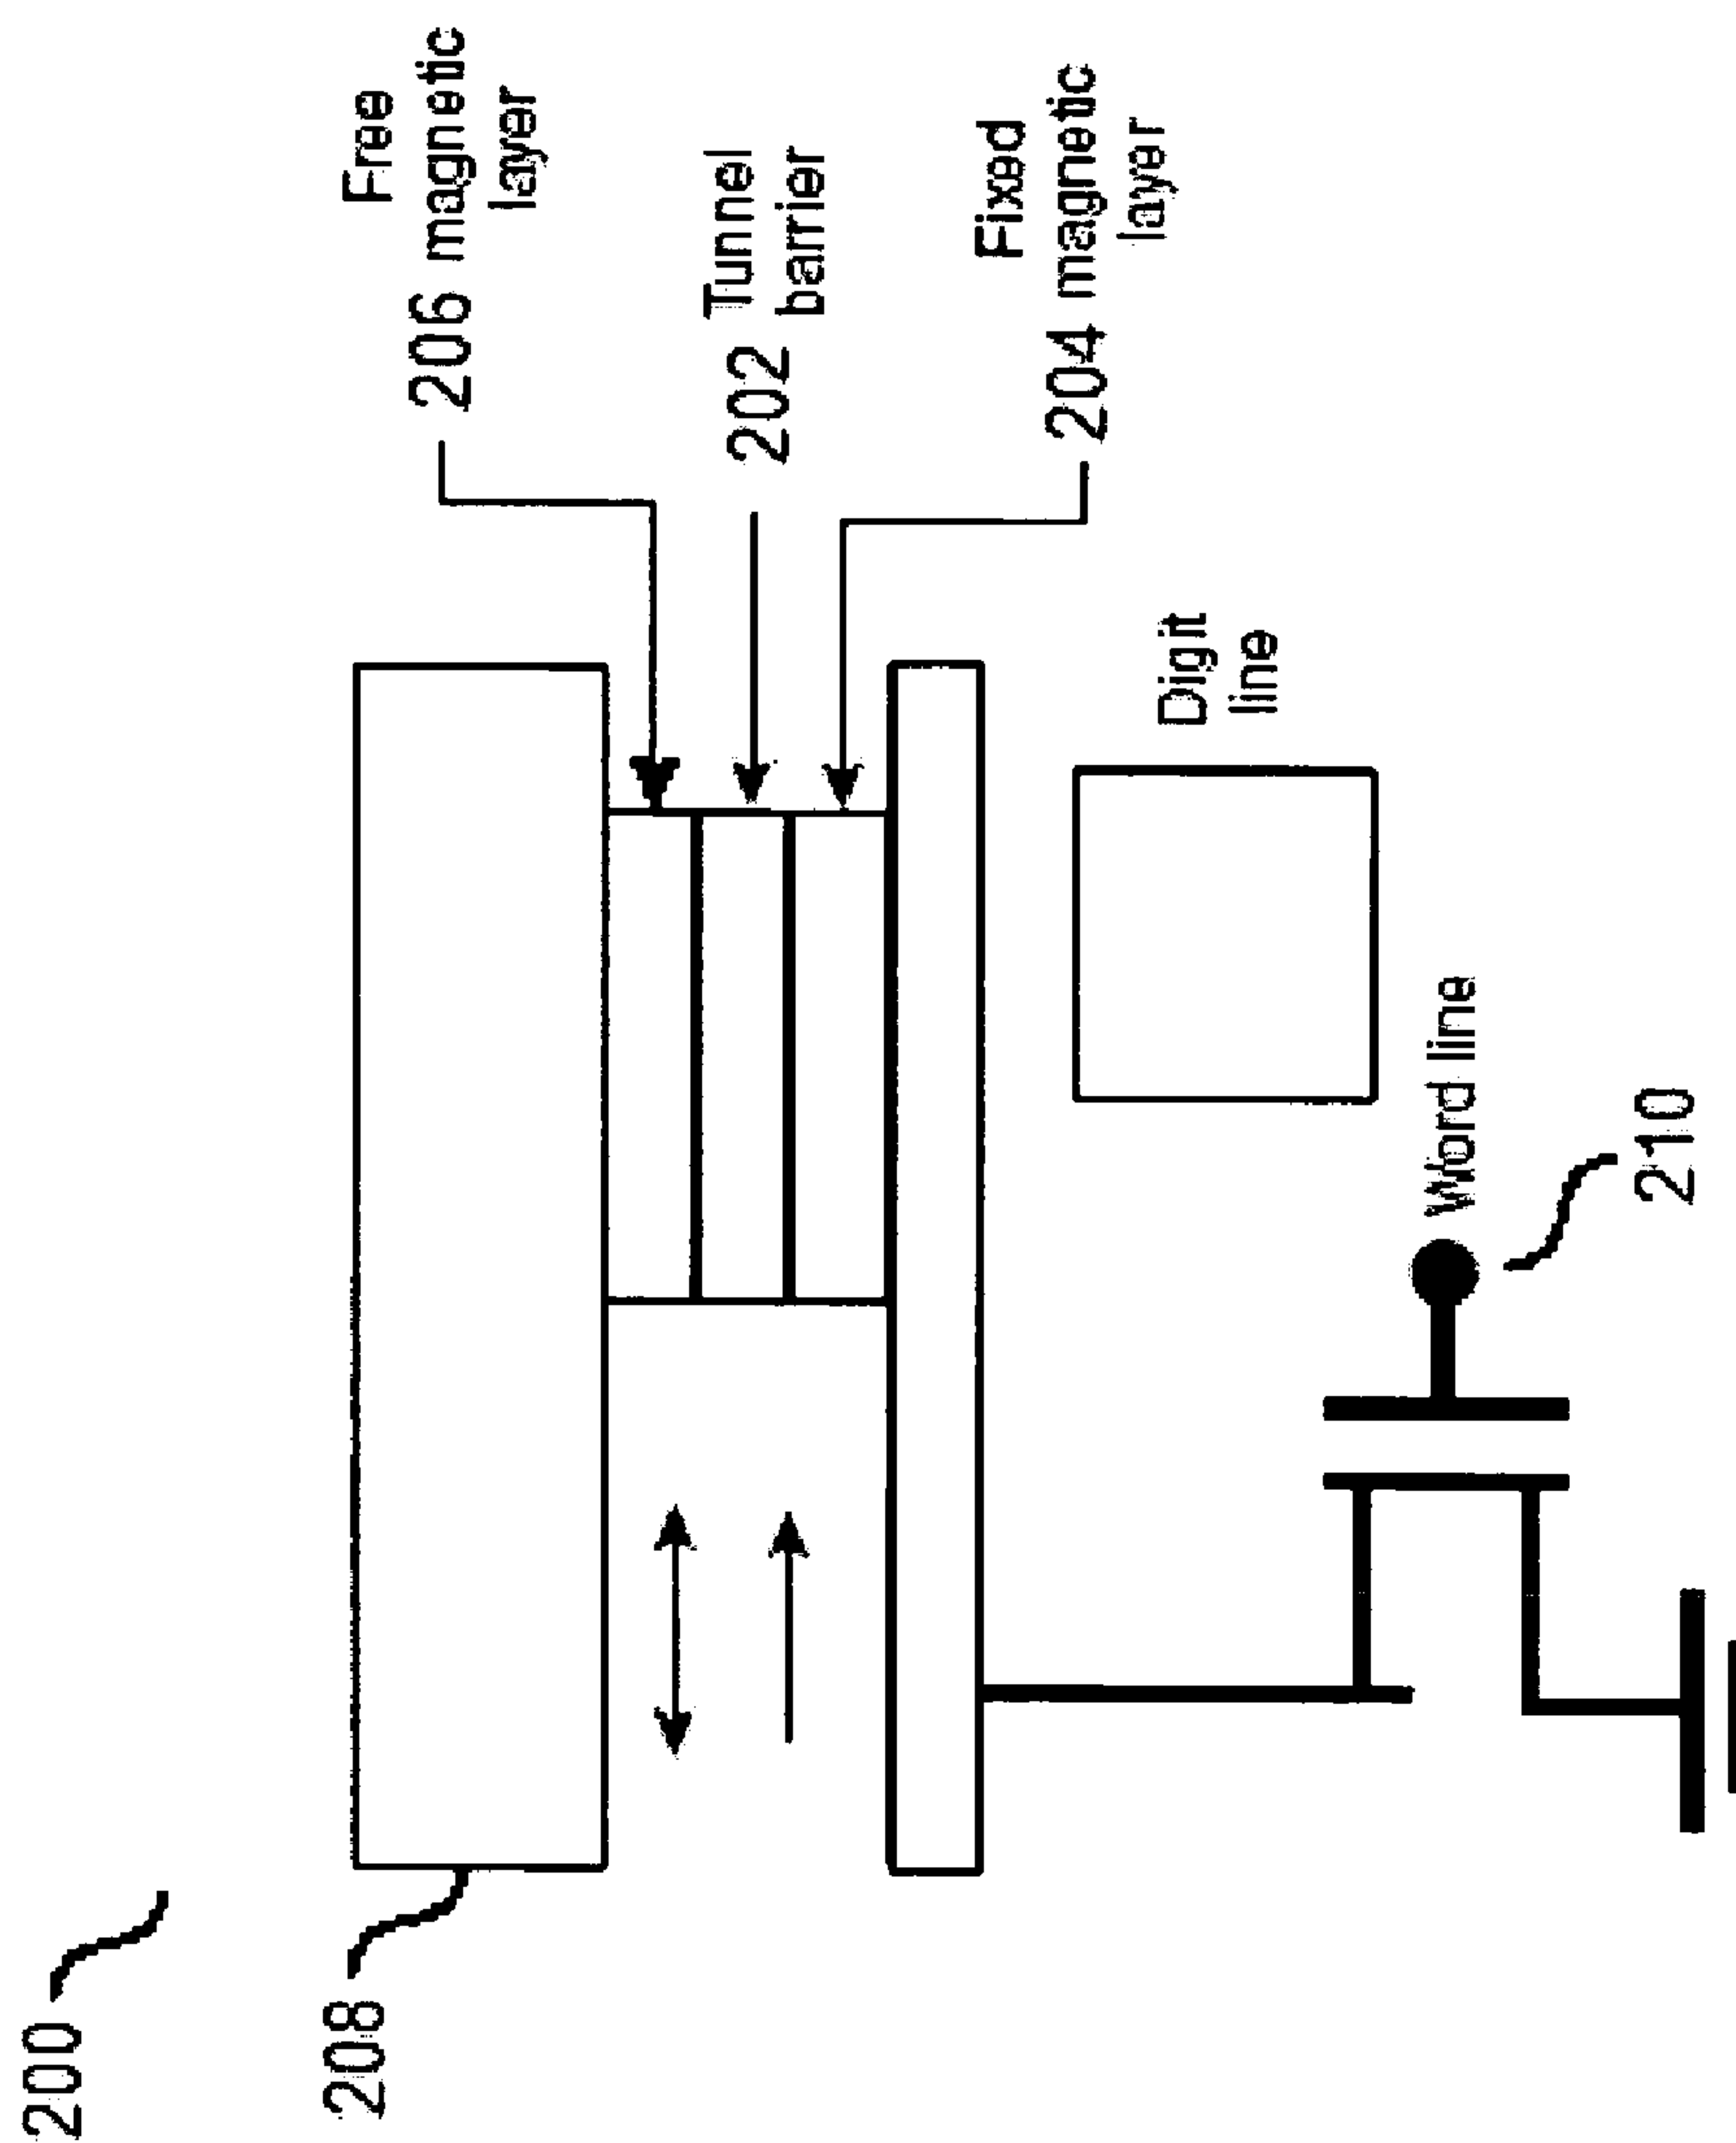 200
208
Free
206 magnetic
layer
202 Tunnel
barrier
Fixed
204 magnetic
layer
Digit
line
Word line
210